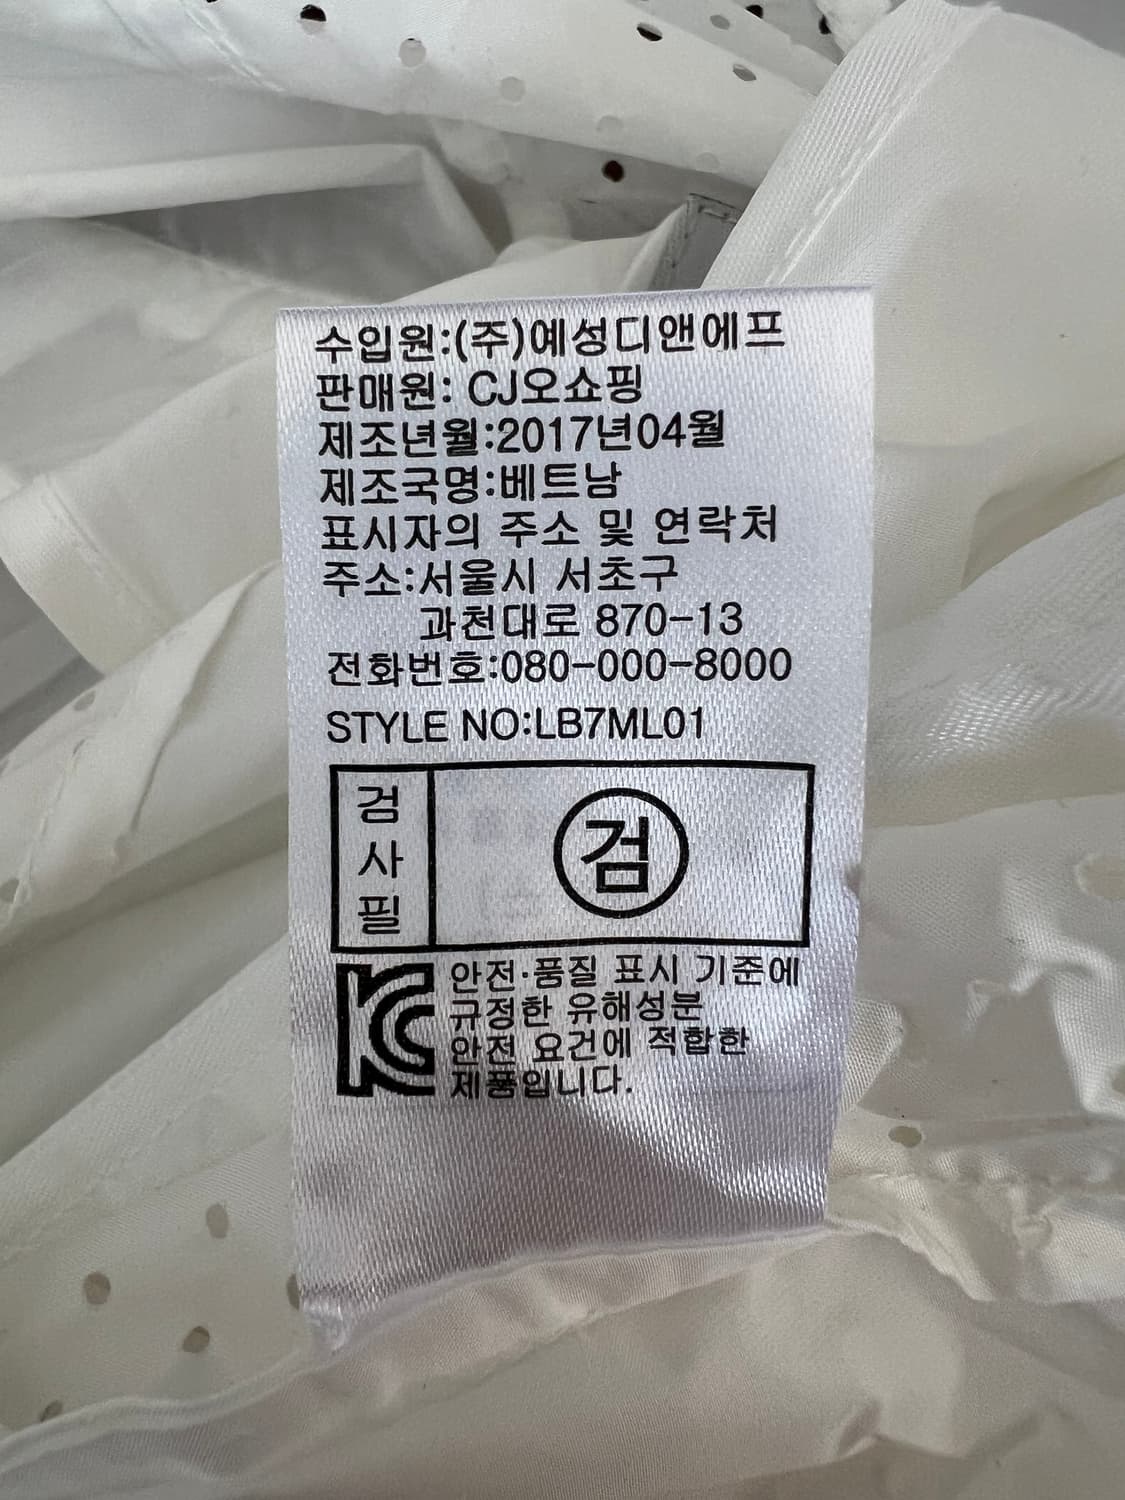 수입원:(주)예성디앤에프
판매원: CJ오쇼핑
제조년월:2017년04월
제조국명:베트남
표시자의 주소 및 연락처
주소:서울시 서초구
과천대로 870-13
전화번호:080-000-8000
STYLE NO:LB7ML01
검사필
검
KC
안전·품질 표시 기준에
규정한 유해성분
안전 요건에 적합한
제품입니다.